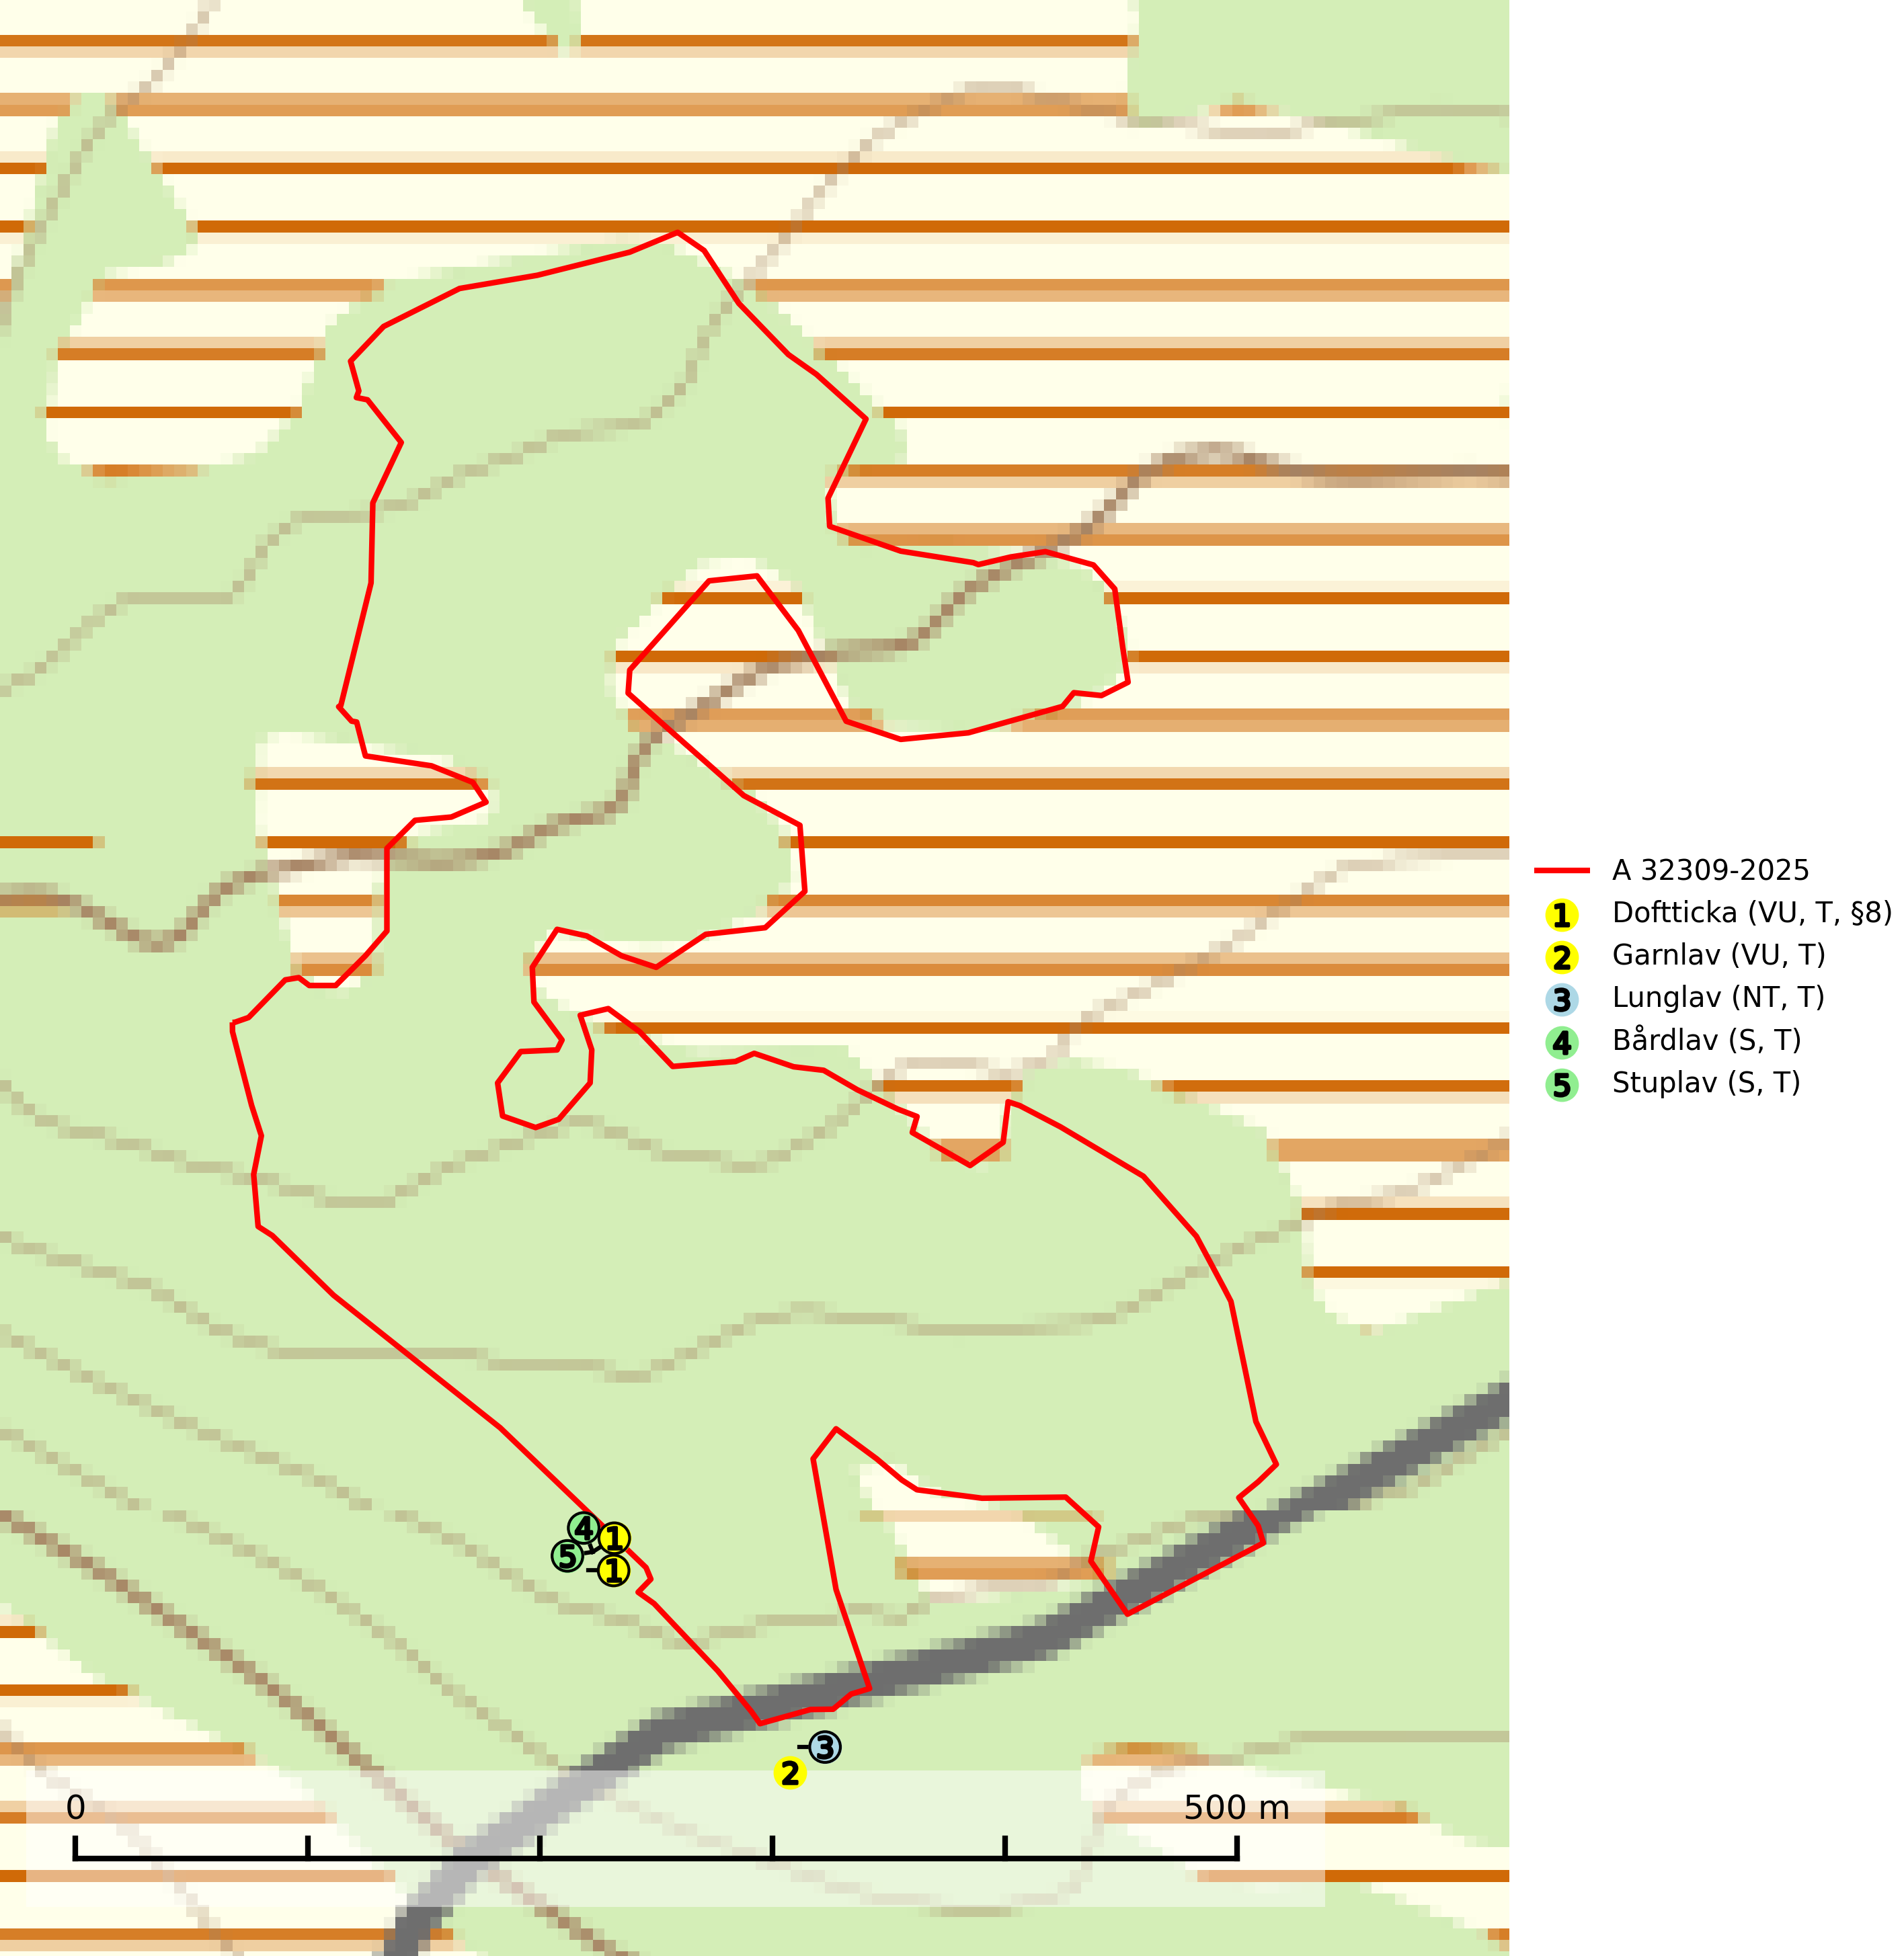 A 32309-2025
1 Doftticka (VU, T, §8)
2 Garnlav (VU, T)
3 Lunglav (NT, T)
4 Bårdlav (S, T)
5 Stuplav (S, T)
4 1
5 1
3
2
0 500 m